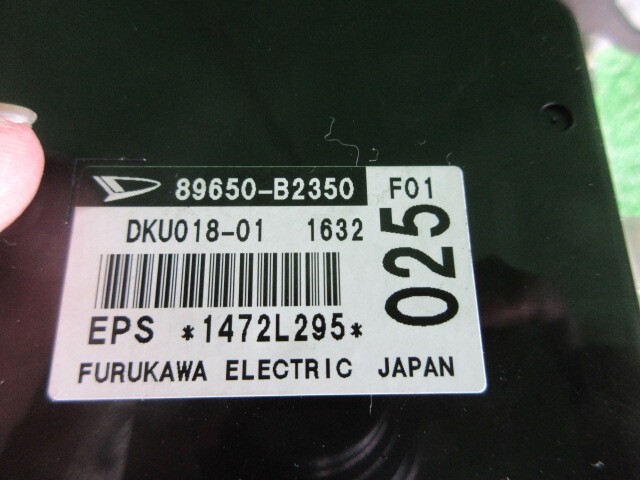 89650-B2350 F01
DKU018-01 1632
025
EPS *1472L295*
FURUKAWA ELECTRIC JAPAN